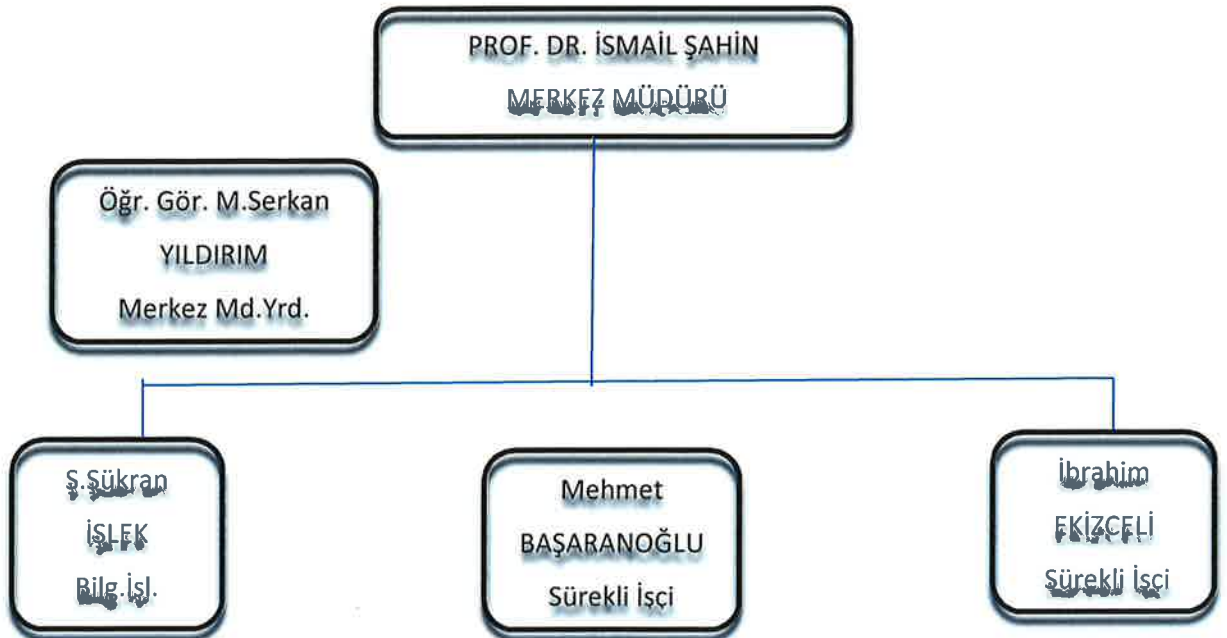 PROF. DR. İSMAİL ŞAHİN
MERKEZ MÜDÜRÜ
Öğr. Gör. M.Serkan
YILDIRIM
Merkez Md.Yrd.
Ş.Şükran
İŞLEK
Bilg.İşl.
Mehmet
BAŞARANOĞLU
Sürekli İşçi
İbrahim
EKİZCELİ
Sürekli İşçi